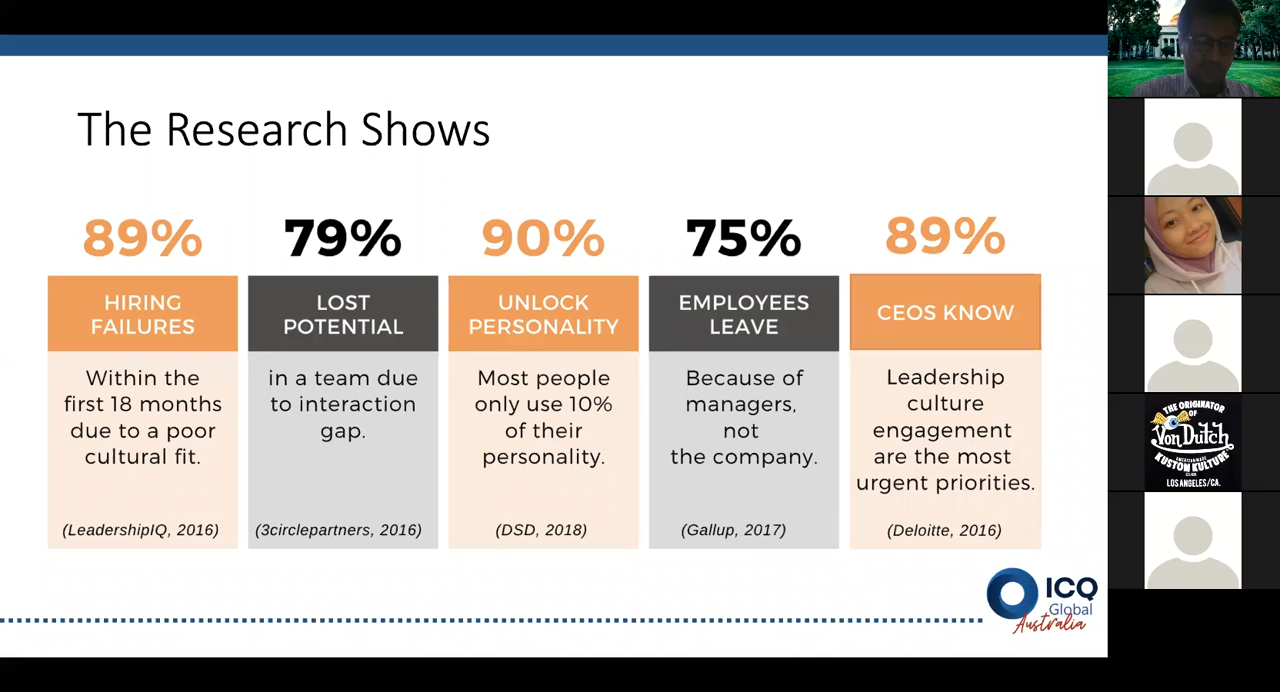 The Research Shows
89%
HIRING
FAILURES
Within the
first 18 months
due to a poor
cultural fit.
(LeadershipIQ, 2016)
79%
LOST
POTENTIAL
in a team due
to interaction
gap.
(3circlepartners, 2016)
90%
UNLOCK
PERSONALITY
Most people
only use 10%
of their
personality.
(DSD, 2018)
75%
EMPLOYEES
LEAVE
Because of
managers,
not
the company.
(Gallup, 2017)
89%
CEOS KNOW
Leadership
culture
engagement
are the most
urgent priorities.
(Deloitte, 2016)
ICQ
Global
Australia
THE ORIGINATOR
OF
Von Dutch
KUSTOM KULTURE
LOS ANGELES/CA.